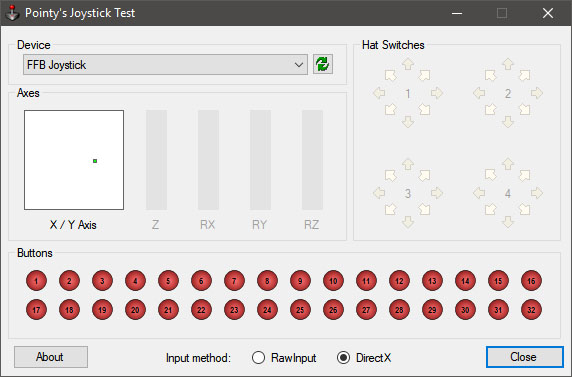 Pointy's Joystick Test
Device
FFB Joystick
Axes
X / Y Axis
Z
RX
RY
RZ
Hat Switches
1
2
3
4
Buttons
1 2 3 4 5 6 7 8 9 10 11 12 13 14 15 16
17 18 19 20 21 22 23 24 25 26 27 28 29 30 31 32
About
Input method:
RawInput
DirectX
Close